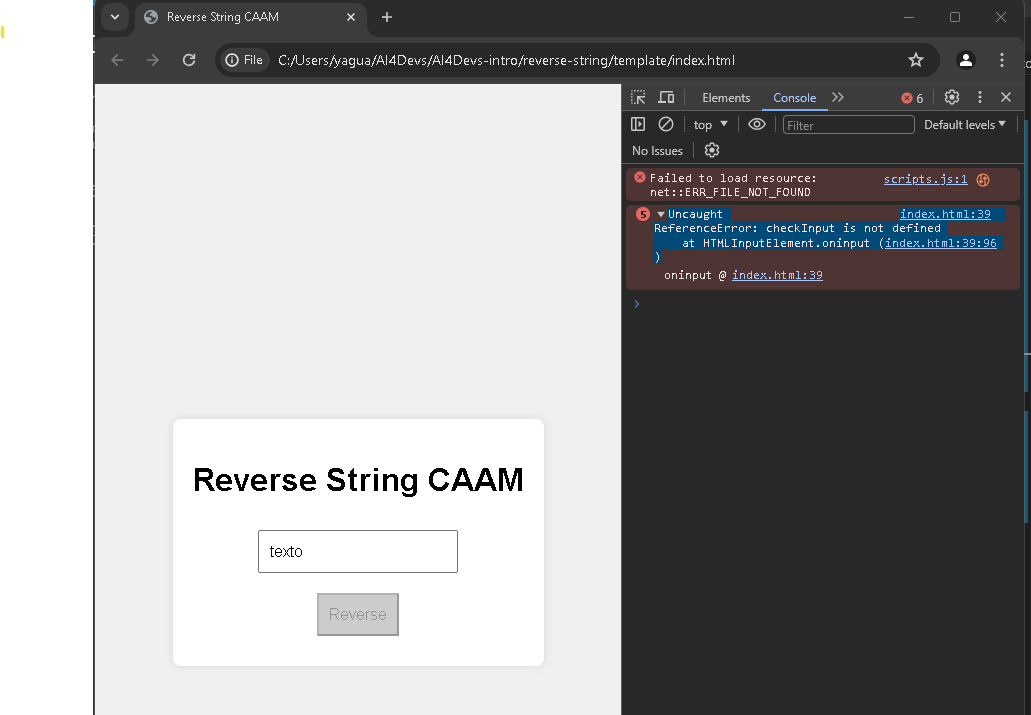 Reverse String CAAM
File
C:/Users/yagua/AI4Devs/AI4Devs-intro/reverse-string/template/index.html
Elements
Console
6
top
Filter
Default levels
No Issues
Failed to load resource: scripts.js:1
net::ERR_FILE_NOT_FOUND
5 Uncaught index.html:39
ReferenceError: checkInput is not defined
at HTMLInputElement.oninput (index.html:39:96
)
oninput @ index.html:39
Reverse String CAAM
texto
Reverse